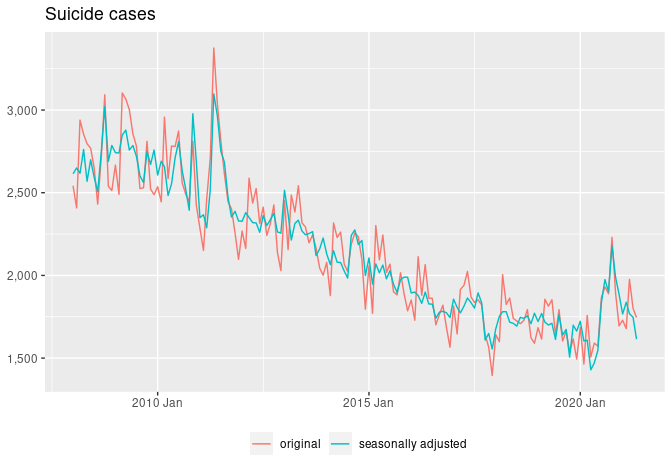 Suicide cases
3,000
2,500
2,000
1,500
2010 Jan
2015 Jan
2020 Jan
original
seasonally adjusted